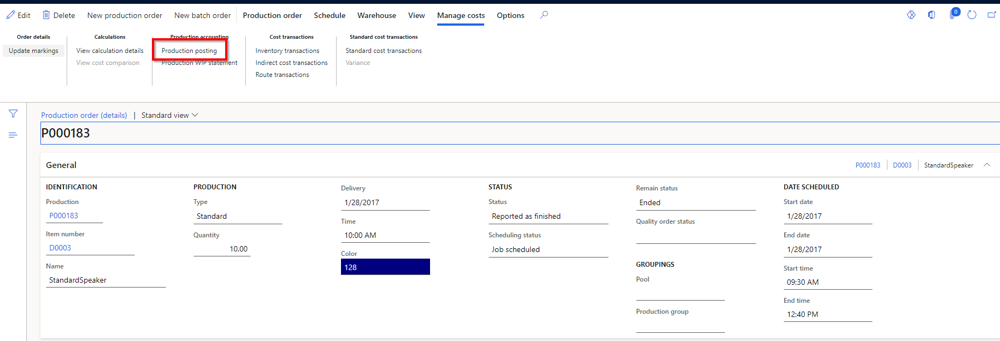 Edit Delete New production order New batch order Production order Schedule Warehouse View Manage costs Options 0
Order details Calculations Production accounting Cost transactions Standard cost transactions
Update markings View calculation details Production posting Inventory transactions Standard cost transactions
View cost comparison Production WIP statement Indirect cost transactions Variance
Route transactions
Production order (details) | Standard view
P000183
General P000183 D0003 StandardSpeaker
IDENTIFICATION
Production
P000183
Item number
D0003
Name
StandardSpeaker
PRODUCTION
Type
Standard
Quantity
10.00
Delivery
1/28/2017
Time
10:00 AM
Color
128
STATUS
Status
Reported as finished
Scheduling status
Job scheduled
Remain status
Ended
Quality order status
GROUPINGS
Pool
Production group
DATE SCHEDULED
Start date
1/28/2017
End date
1/28/2017
Start time
09:30 AM
End time
12:40 PM